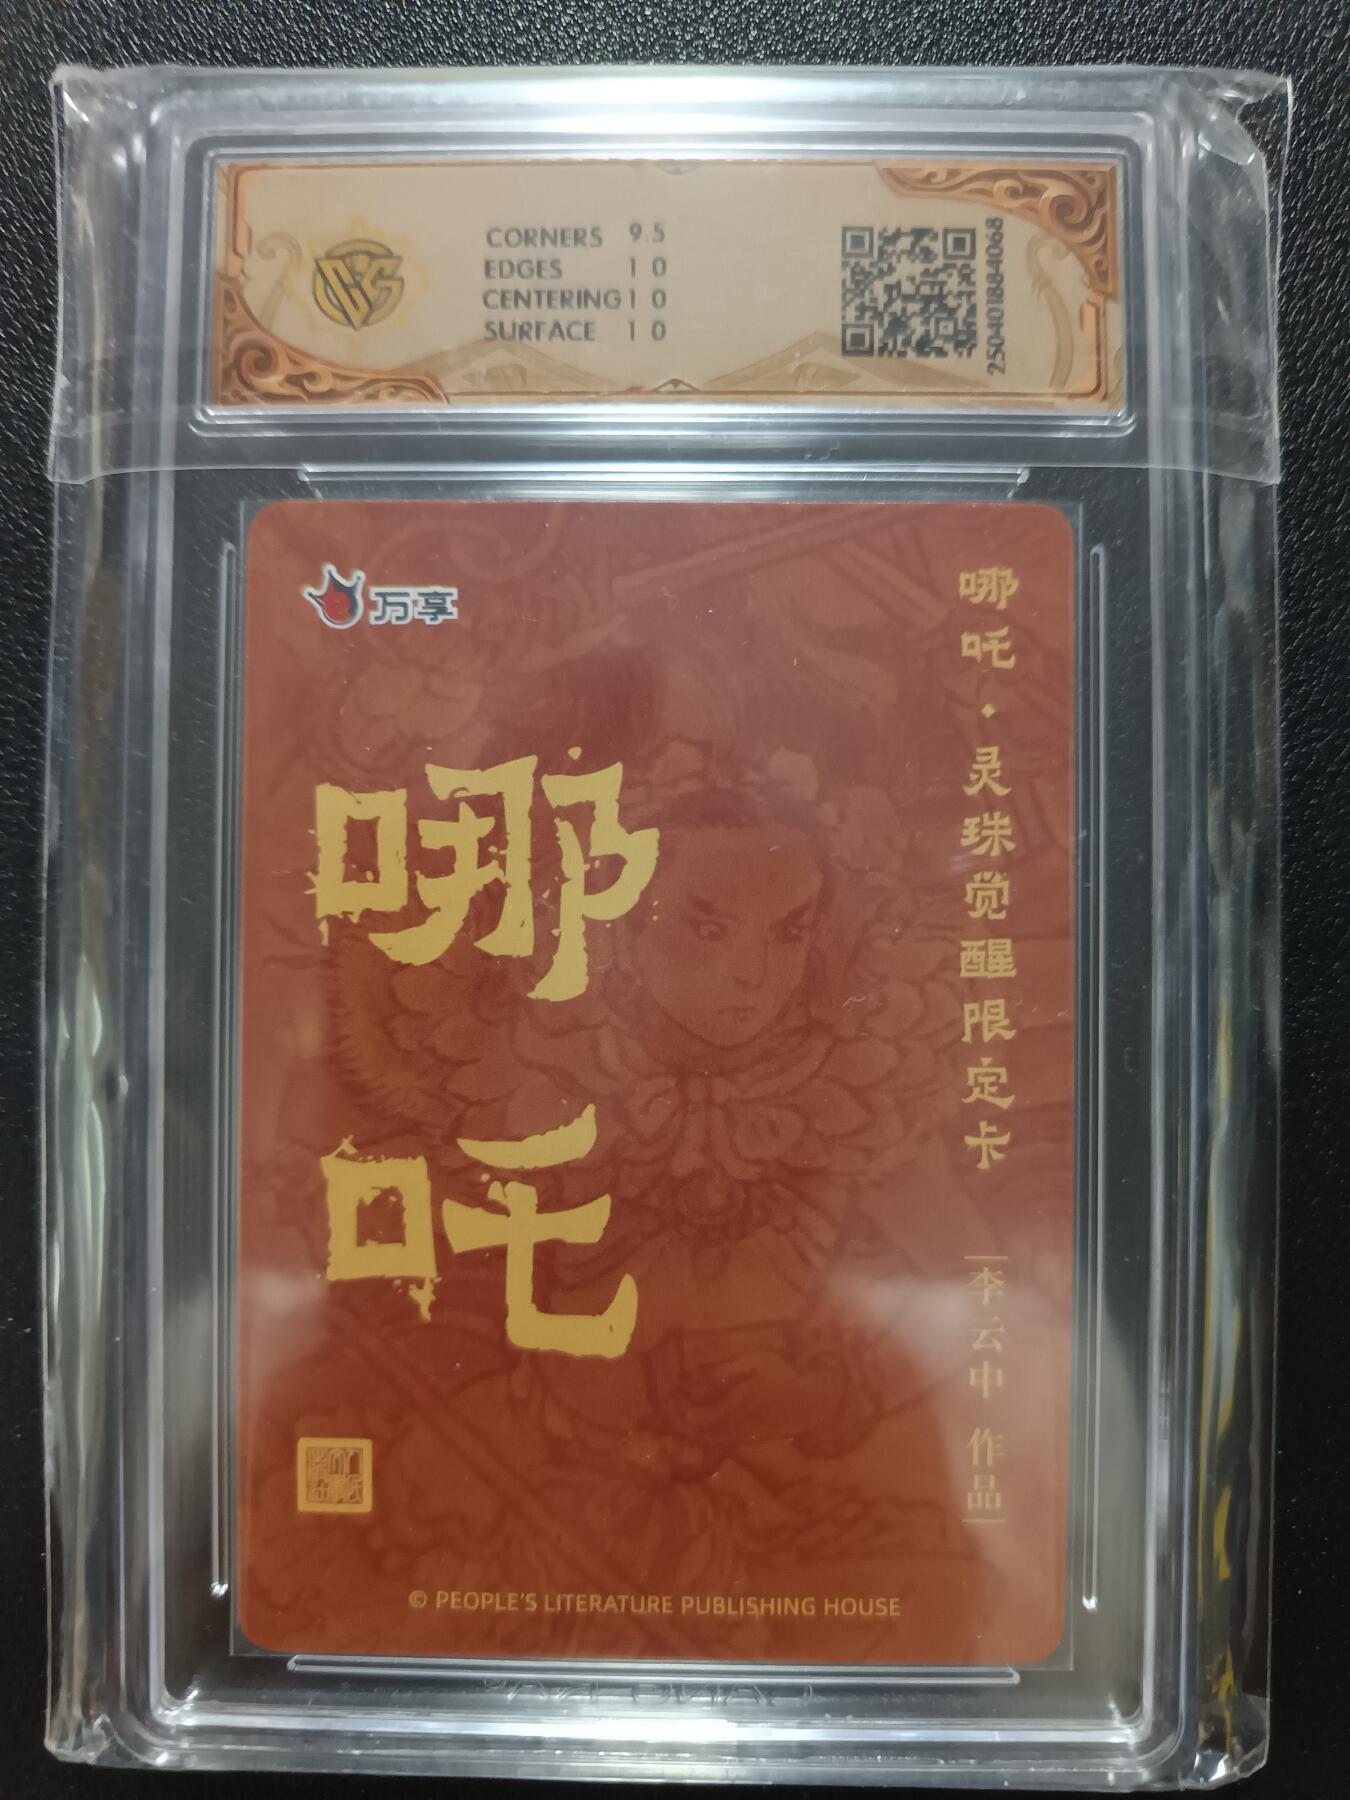 CORNERS 9.5
EDGES 10
CENTERING 10
SURFACE 10
250401884068
万享
哪吒
哪吒·灵珠觉醒限定卡
李云中 作品
© PEOPLE'S LITERATURE PUBLISHING HOUSE